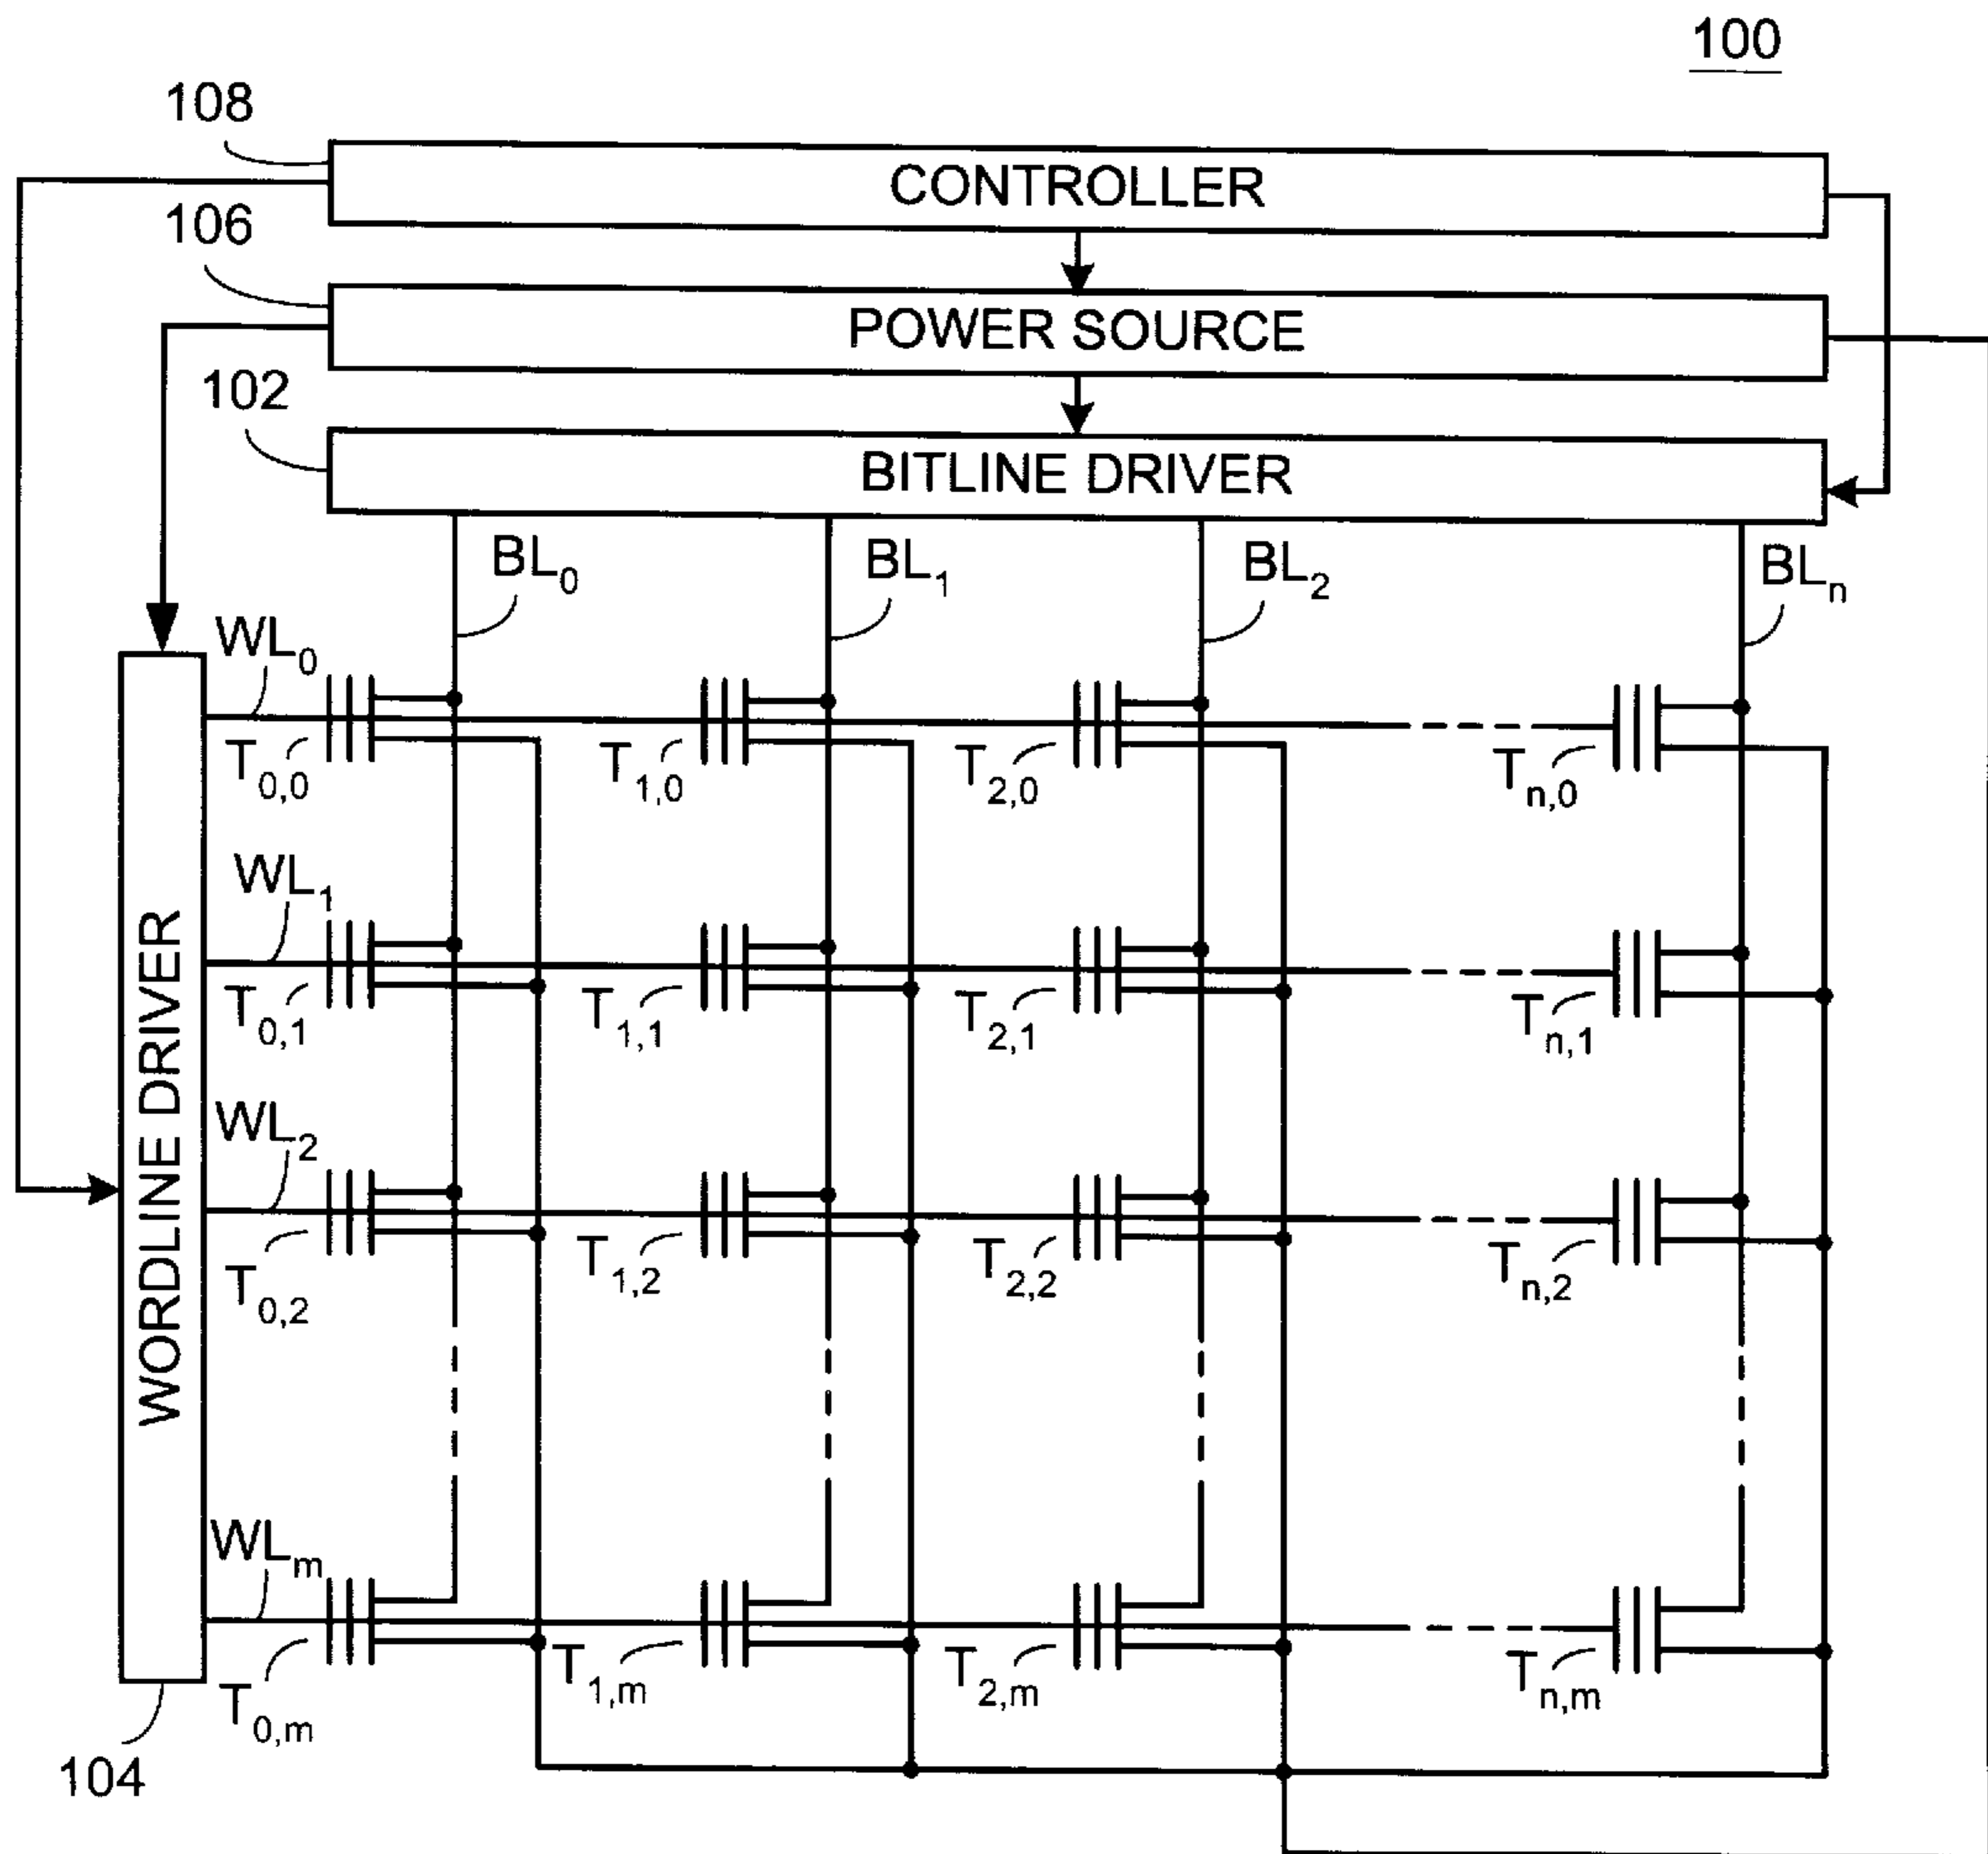 100
108
CONTROLLER
106
POWER SOURCE
102
BITLINE DRIVER
BL0 BL1 BL2 BLn
WL0
T0,0 T1,0 T2,0 Tn,0
WL1
T0,1 T1,1 T2,1 Tn,1
WORDLINE DRIVER
WL2
T0,2 T1,2 T2,2 Tn,2
WLm
T0,m T1,m T2,m Tn,m
104